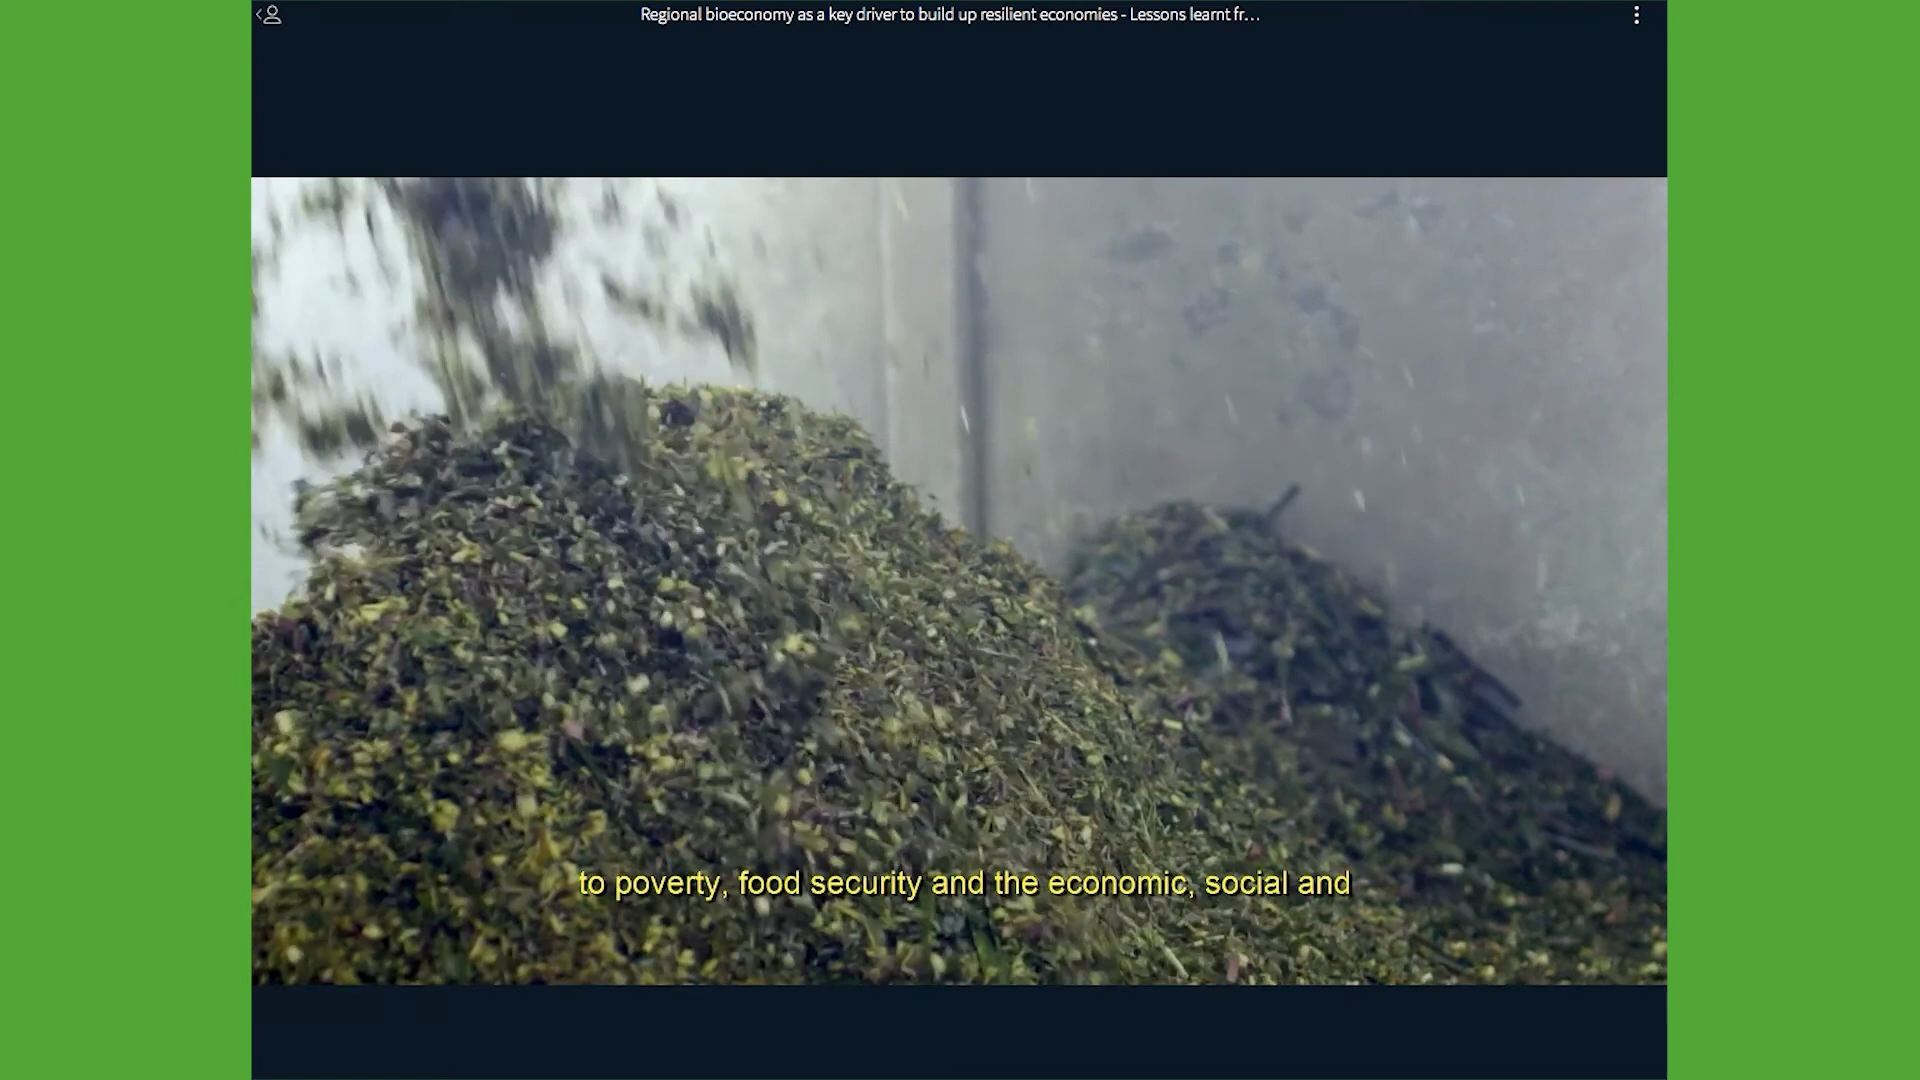 Regional bioeconomy as a key driver to build up resilient economies - Lessons learnt fr...
to poverty, food security and the economic, social and